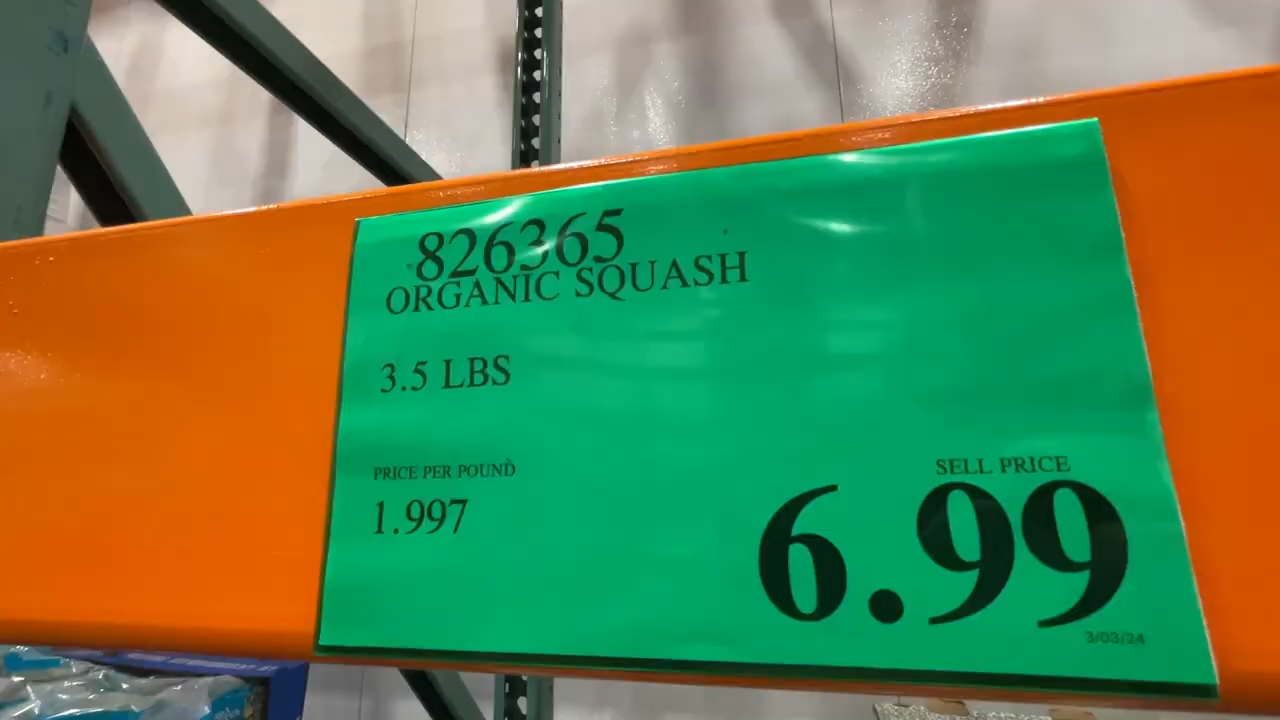 826365
ORGANIC SQUASH
3.5 LBS
PRICE PER POUND
1.997
SELL PRICE
6.99
3/03/24